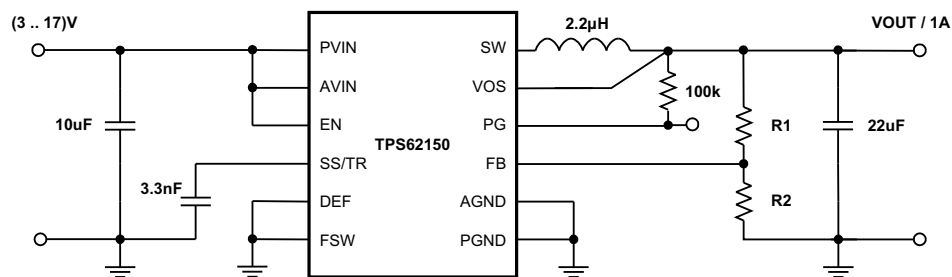 (3 .. 17)V
2.2µH
VOUT / 1A
PVIN
SW
AVIN
VOS
100k
10uF
EN
PG
R1
22uF
TPS62150
SS/TR
FB
3.3nF
DEF
AGND
R2
FSW
PGND